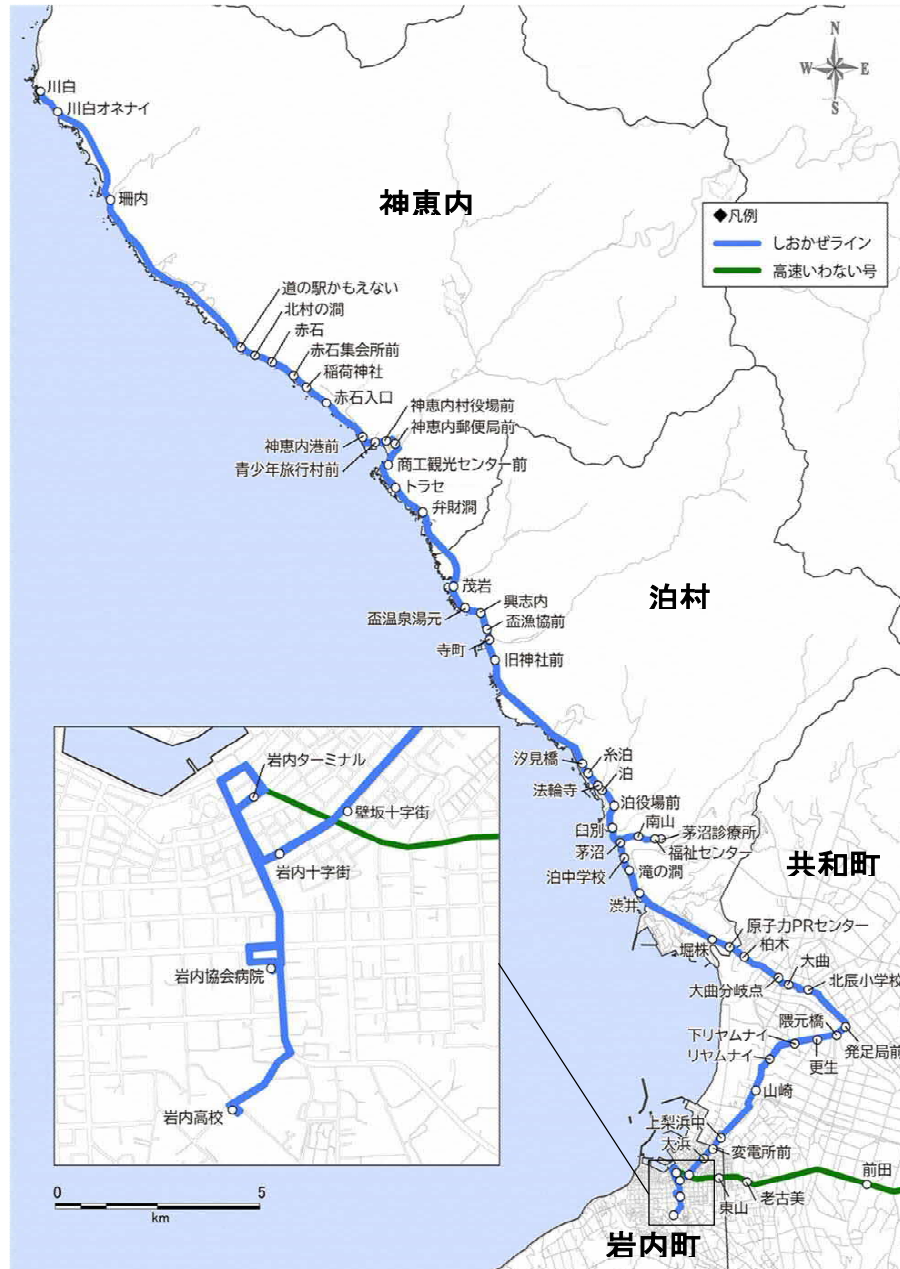 N
W E
S
川白
川白オネナイ
珊内
神恵内
◆凡例
しおかぜライン
高速いわない号
道の駅かもえない
北村の澗
赤石
赤石集会所前
稲荷神社
赤石入口
神恵内村役場前
神恵内郵便局前
神恵内港前
青少年旅行村前
商工観光センター前
トラセ
弁財澗
茂岩
興志内
盃温泉湯元
盃漁協前
寺町
旧神社前
泊村
汐見橋
糸泊
泊
法輪寺
泊役場前
臼別
南山
茅沼診療所
茅沼
福祉センター
泊中学校
滝の澗
渋井
共和町
原子力PRセンター
堀株
柏木
大曲
大曲分岐点
北辰小学校
隈元橋
下リヤムナイ
発足局前
リヤムナイ
更生
山崎
上梨浜中
大浜
変電所前
前田
東山
老古美
岩内町
岩内ターミナル
壁坂十字街
岩内十字街
岩内協会病院
岩内高校
0 5
km